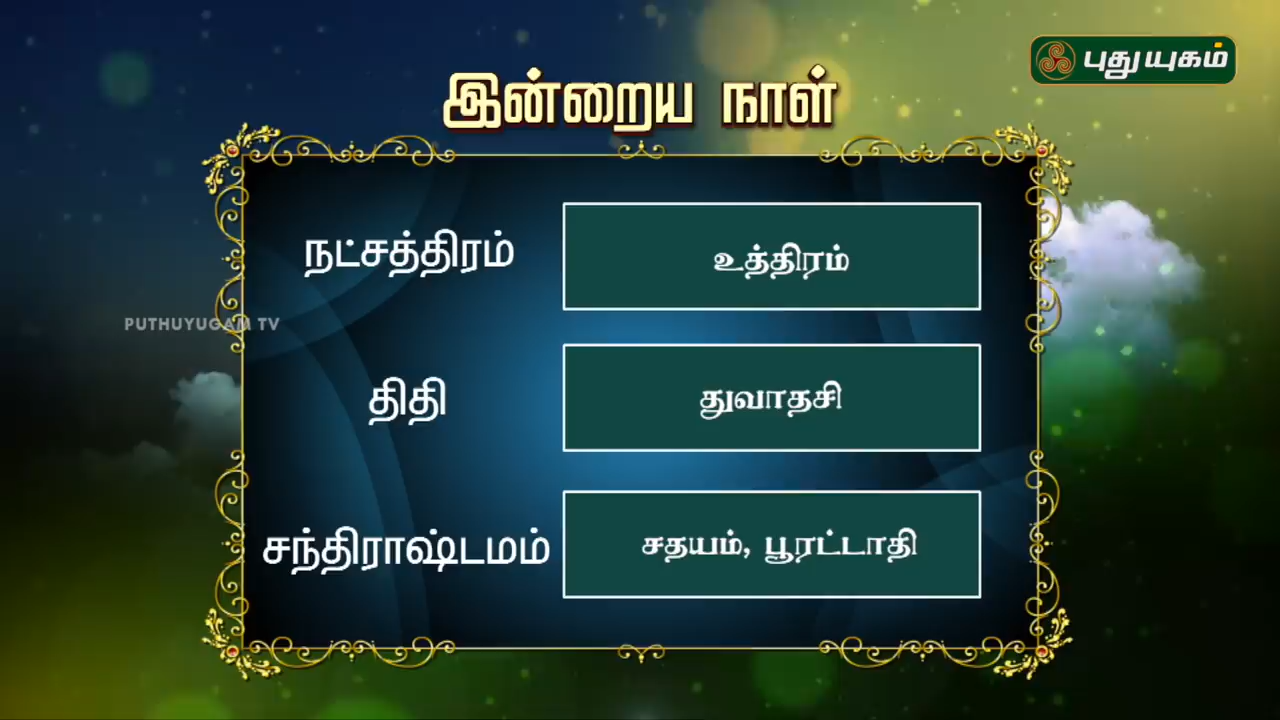 புதுயுகம்
இன்றைய நாள்
நட்சத்திரம் உத்திரம்
PUTHUYUGAM TV
திதி துவாதசி
சந்திராஷ்டமம் சதயம், பூரட்டாதி